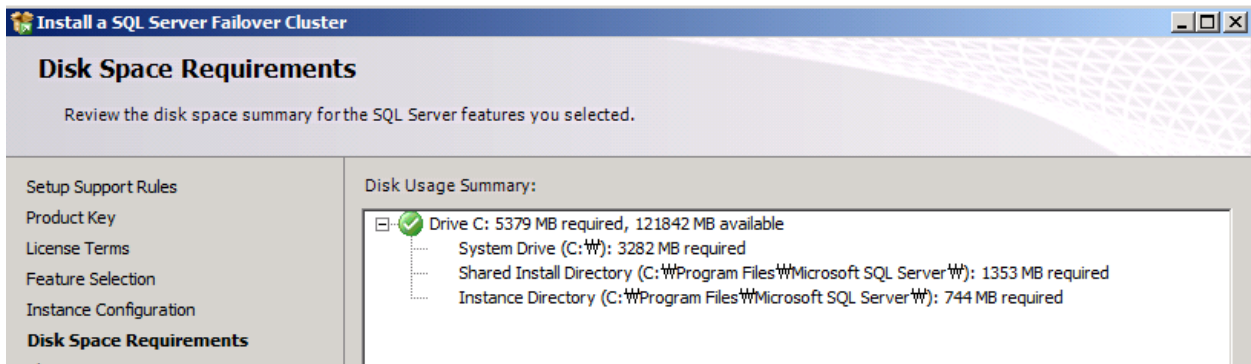 Install a SQL Server Failover Cluster
Disk Space Requirements
Review the disk space summary for the SQL Server features you selected.
Setup Support Rules
Product Key
License Terms
Feature Selection
Instance Configuration
Disk Space Requirements
Disk Usage Summary:
Drive C: 5379 MB required, 121842 MB available
System Drive (C:₩): 3282 MB required
Shared Install Directory (C:₩Program Files₩Microsoft SQL Server₩): 1353 MB required
Instance Directory (C:₩Program Files₩Microsoft SQL Server₩): 744 MB required